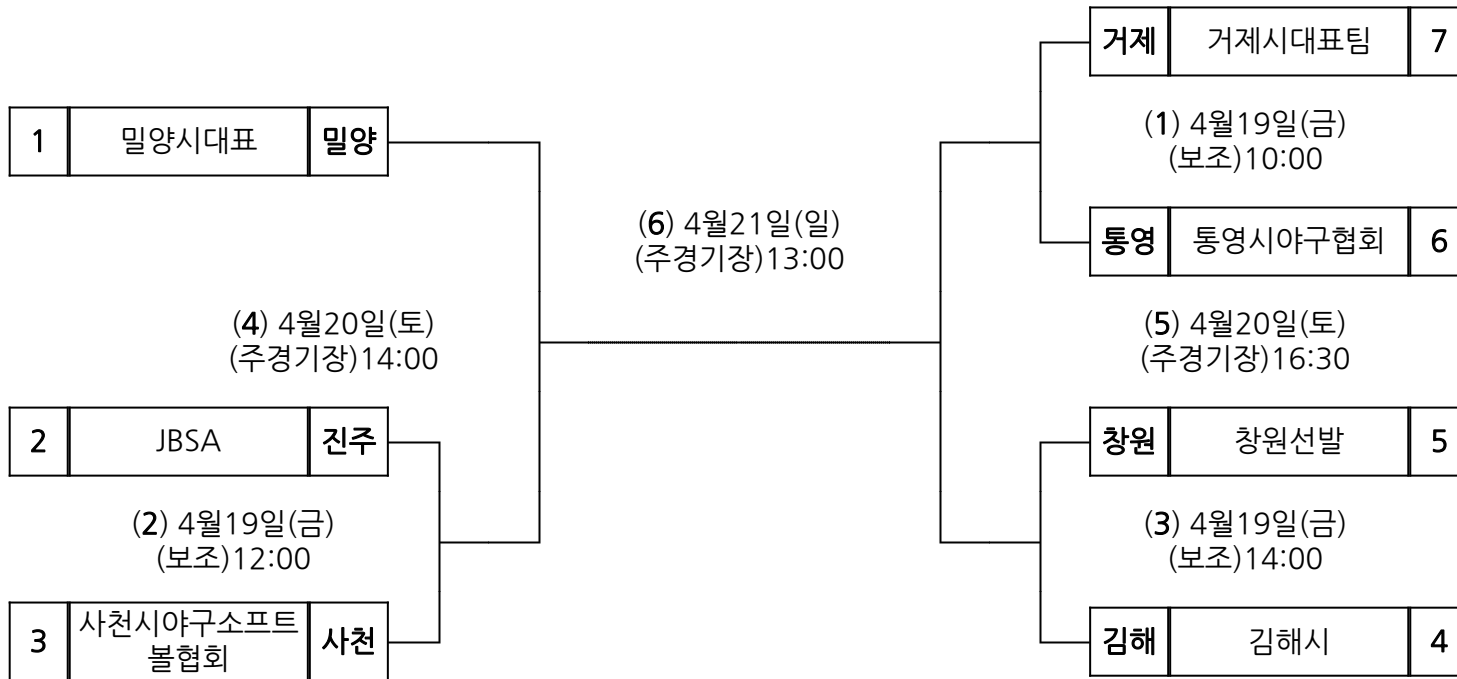 거제 거제시대표팀 7
(1) 4월19일(금)
(보조)10:00
1 밀양시대표 밀양
(6) 4월21일(일)
(주경기장)13:00
통영 통영시야구협회 6
(4) 4월20일(토)
(주경기장)14:00
(5) 4월20일(토)
(주경기장)16:30
2 JBSA 진주
창원 창원선발 5
(2) 4월19일(금)
(보조)12:00
(3) 4월19일(금)
(보조)14:00
3 사천시야구소프트
볼협회 사천
김해 김해시 4